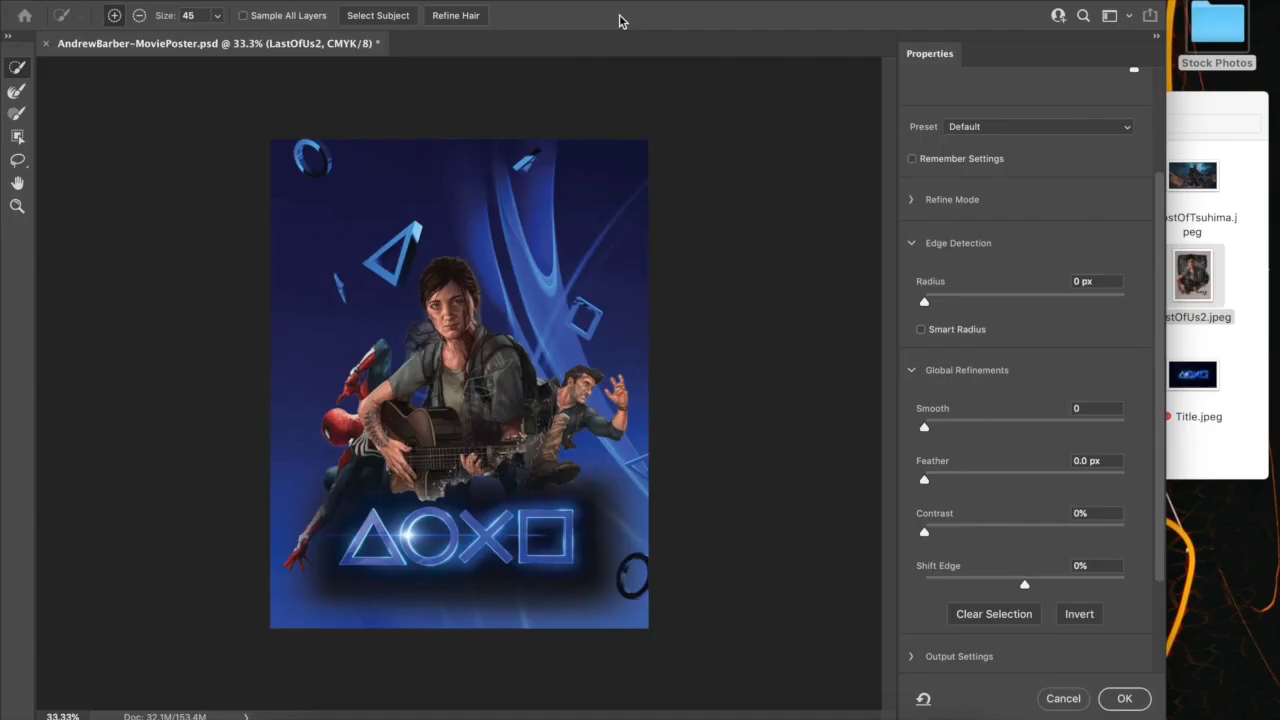 Size: 45 Sample All Layers Select Subject Refine Hair
AndrewBarber-MoviePoster.psd @ 33.3% (LastOfUs2, CMYK/8) *
Properties
Preset Default
Remember Settings
Refine Mode
Edge Detection
Radius 0 px
Smart Radius
Global Refinements
Smooth 0
Feather 0.0 px
Contrast 0%
Shift Edge 0%
Clear Selection Invert
Output Settings
Cancel OK
33.33% Doc: 32.1M/153.4M
Stock Photos
stOfTsuhima.j
peg
stOfUs2.jpeg
Title.jpeg